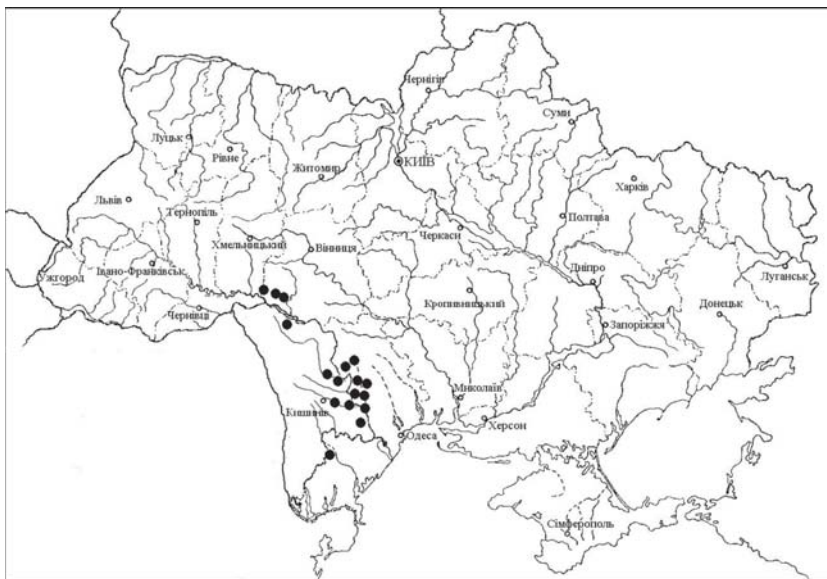 Чернігів
Суми
Луцьк
Рівне
КИЇВ
Житомир
Харків
Львів
Тернопіль
Полтава
Черкаси
Хмельницький
Вінниця
Івано-Франківськ
Ужгород
Дніпро
Луганськ
Кропивницький
Донецьк
Чернівці
Запоріжжя
Миколаїв
Кишинів
Херсон
Одеса
Сімферополь